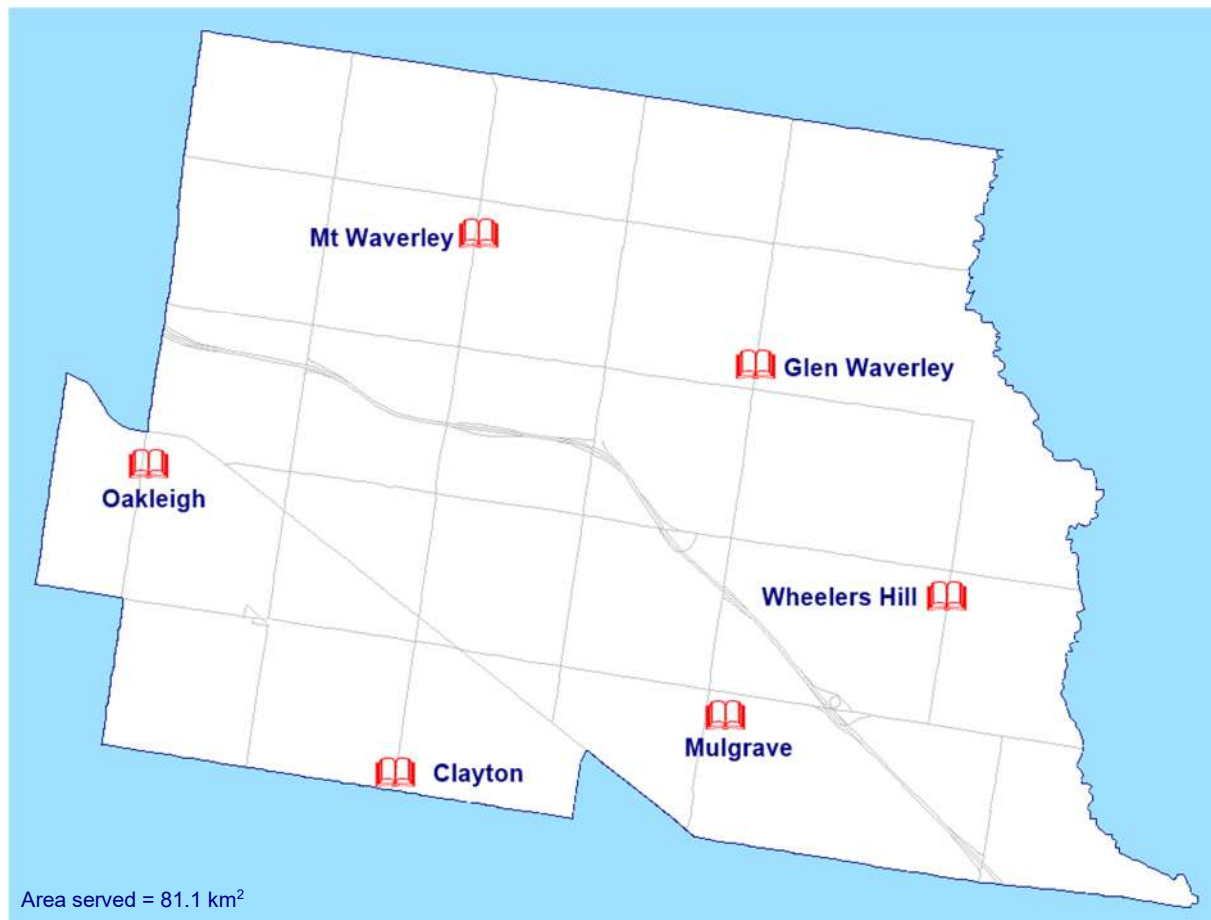 Mt Waverley
Glen Waverley
Oakleigh
Wheelers Hill
Mulgrave
Clayton
Area served = 81.1 km²